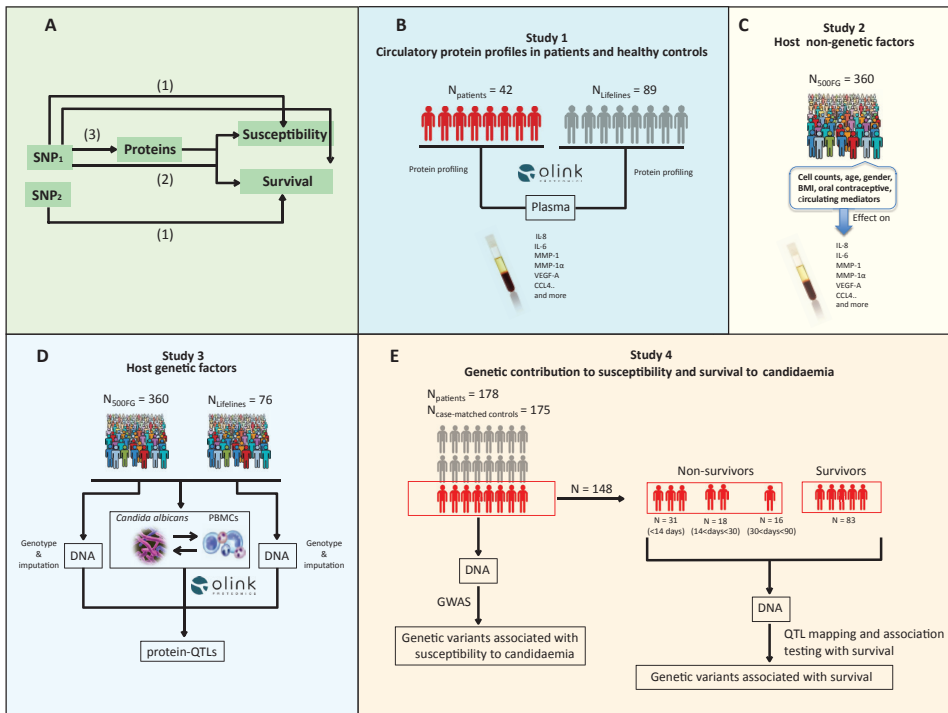 A
(1)
(3)
SNP1
Proteins
Susceptibility
(2)
Survival
SNP2
(1)
B
Study 1
Circulatory protein profiles in patients and healthy controls
Npatients = 42
NLifelines = 89
Protein profiling
olink
PROTEOMICS
Protein profiling
Plasma
IL-8
IL-6
MMP-1
MMP-1α
VEGF-A
CCL4..
and more
C
Study 2
Host non-genetic factors
N500FG = 360
Cell counts, age, gender,
BMI, oral contraceptive,
circulating mediators
Effect on
IL-8
IL-6
MMP-1
MMP-1α
VEGF-A
CCL4..
and more
D
Study 3
Host genetic factors
N500FG = 360
NLifelines = 76
Candida albicans
PBMCs
Genotype
&
imputation
DNA
DNA
Genotype
&
imputation
olink
PROTEOMICS
protein-QTLs
E
Study 4
Genetic contribution to susceptibility and survival to candidaemia
Npatients = 178
Ncase-matched controls = 175
N = 148
Non-survivors
Survivors
N = 31
(<14 days)
N = 18
(14<days<30)
N = 16
(30<days<90)
N = 83
DNA
GWAS
Genetic variants associated with
susceptibility to candidaemia
DNA
QTL mapping and association
testing with survival
Genetic variants associated with survival